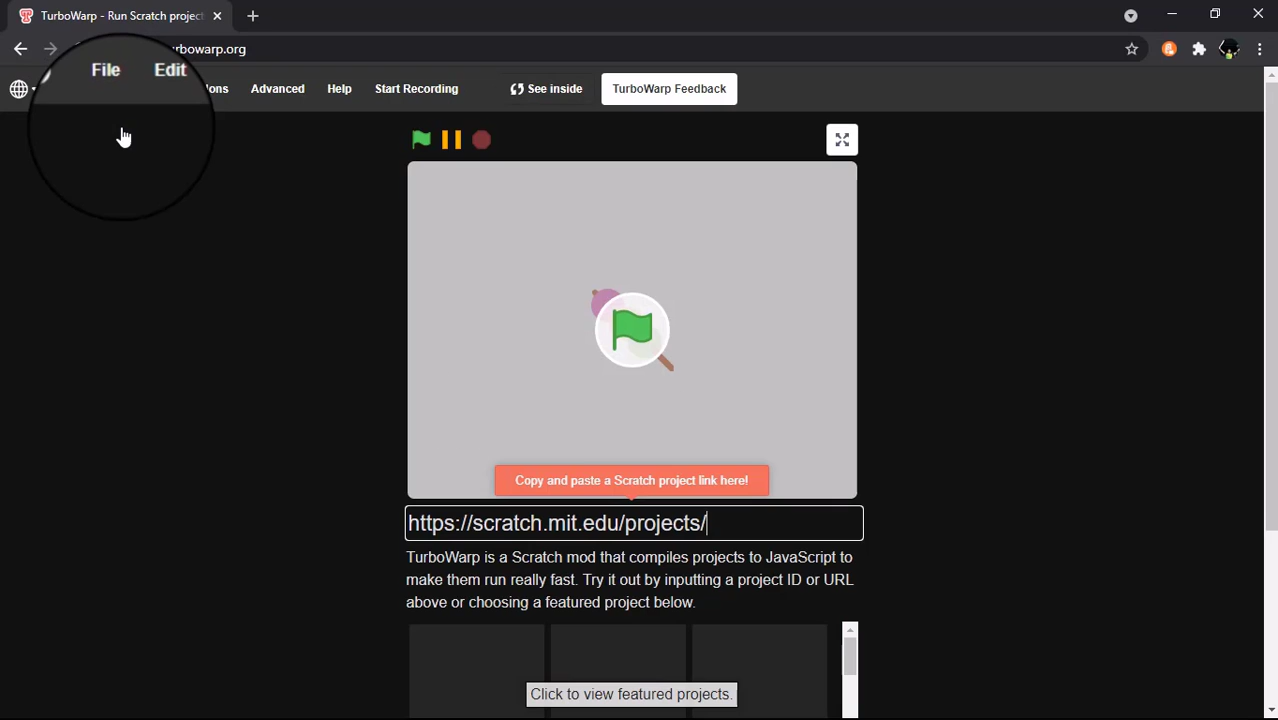 TurboWarp - Run Scratch project
rbowarp.org
File Edit
ons Advanced Help Start Recording See inside TurboWarp Feedback
Copy and paste a Scratch project link here!
https://scratch.mit.edu/projects/
TurboWarp is a Scratch mod that compiles projects to JavaScript to
make them run really fast. Try it out by inputting a project ID or URL
above or choosing a featured project below.
Click to view featured projects.